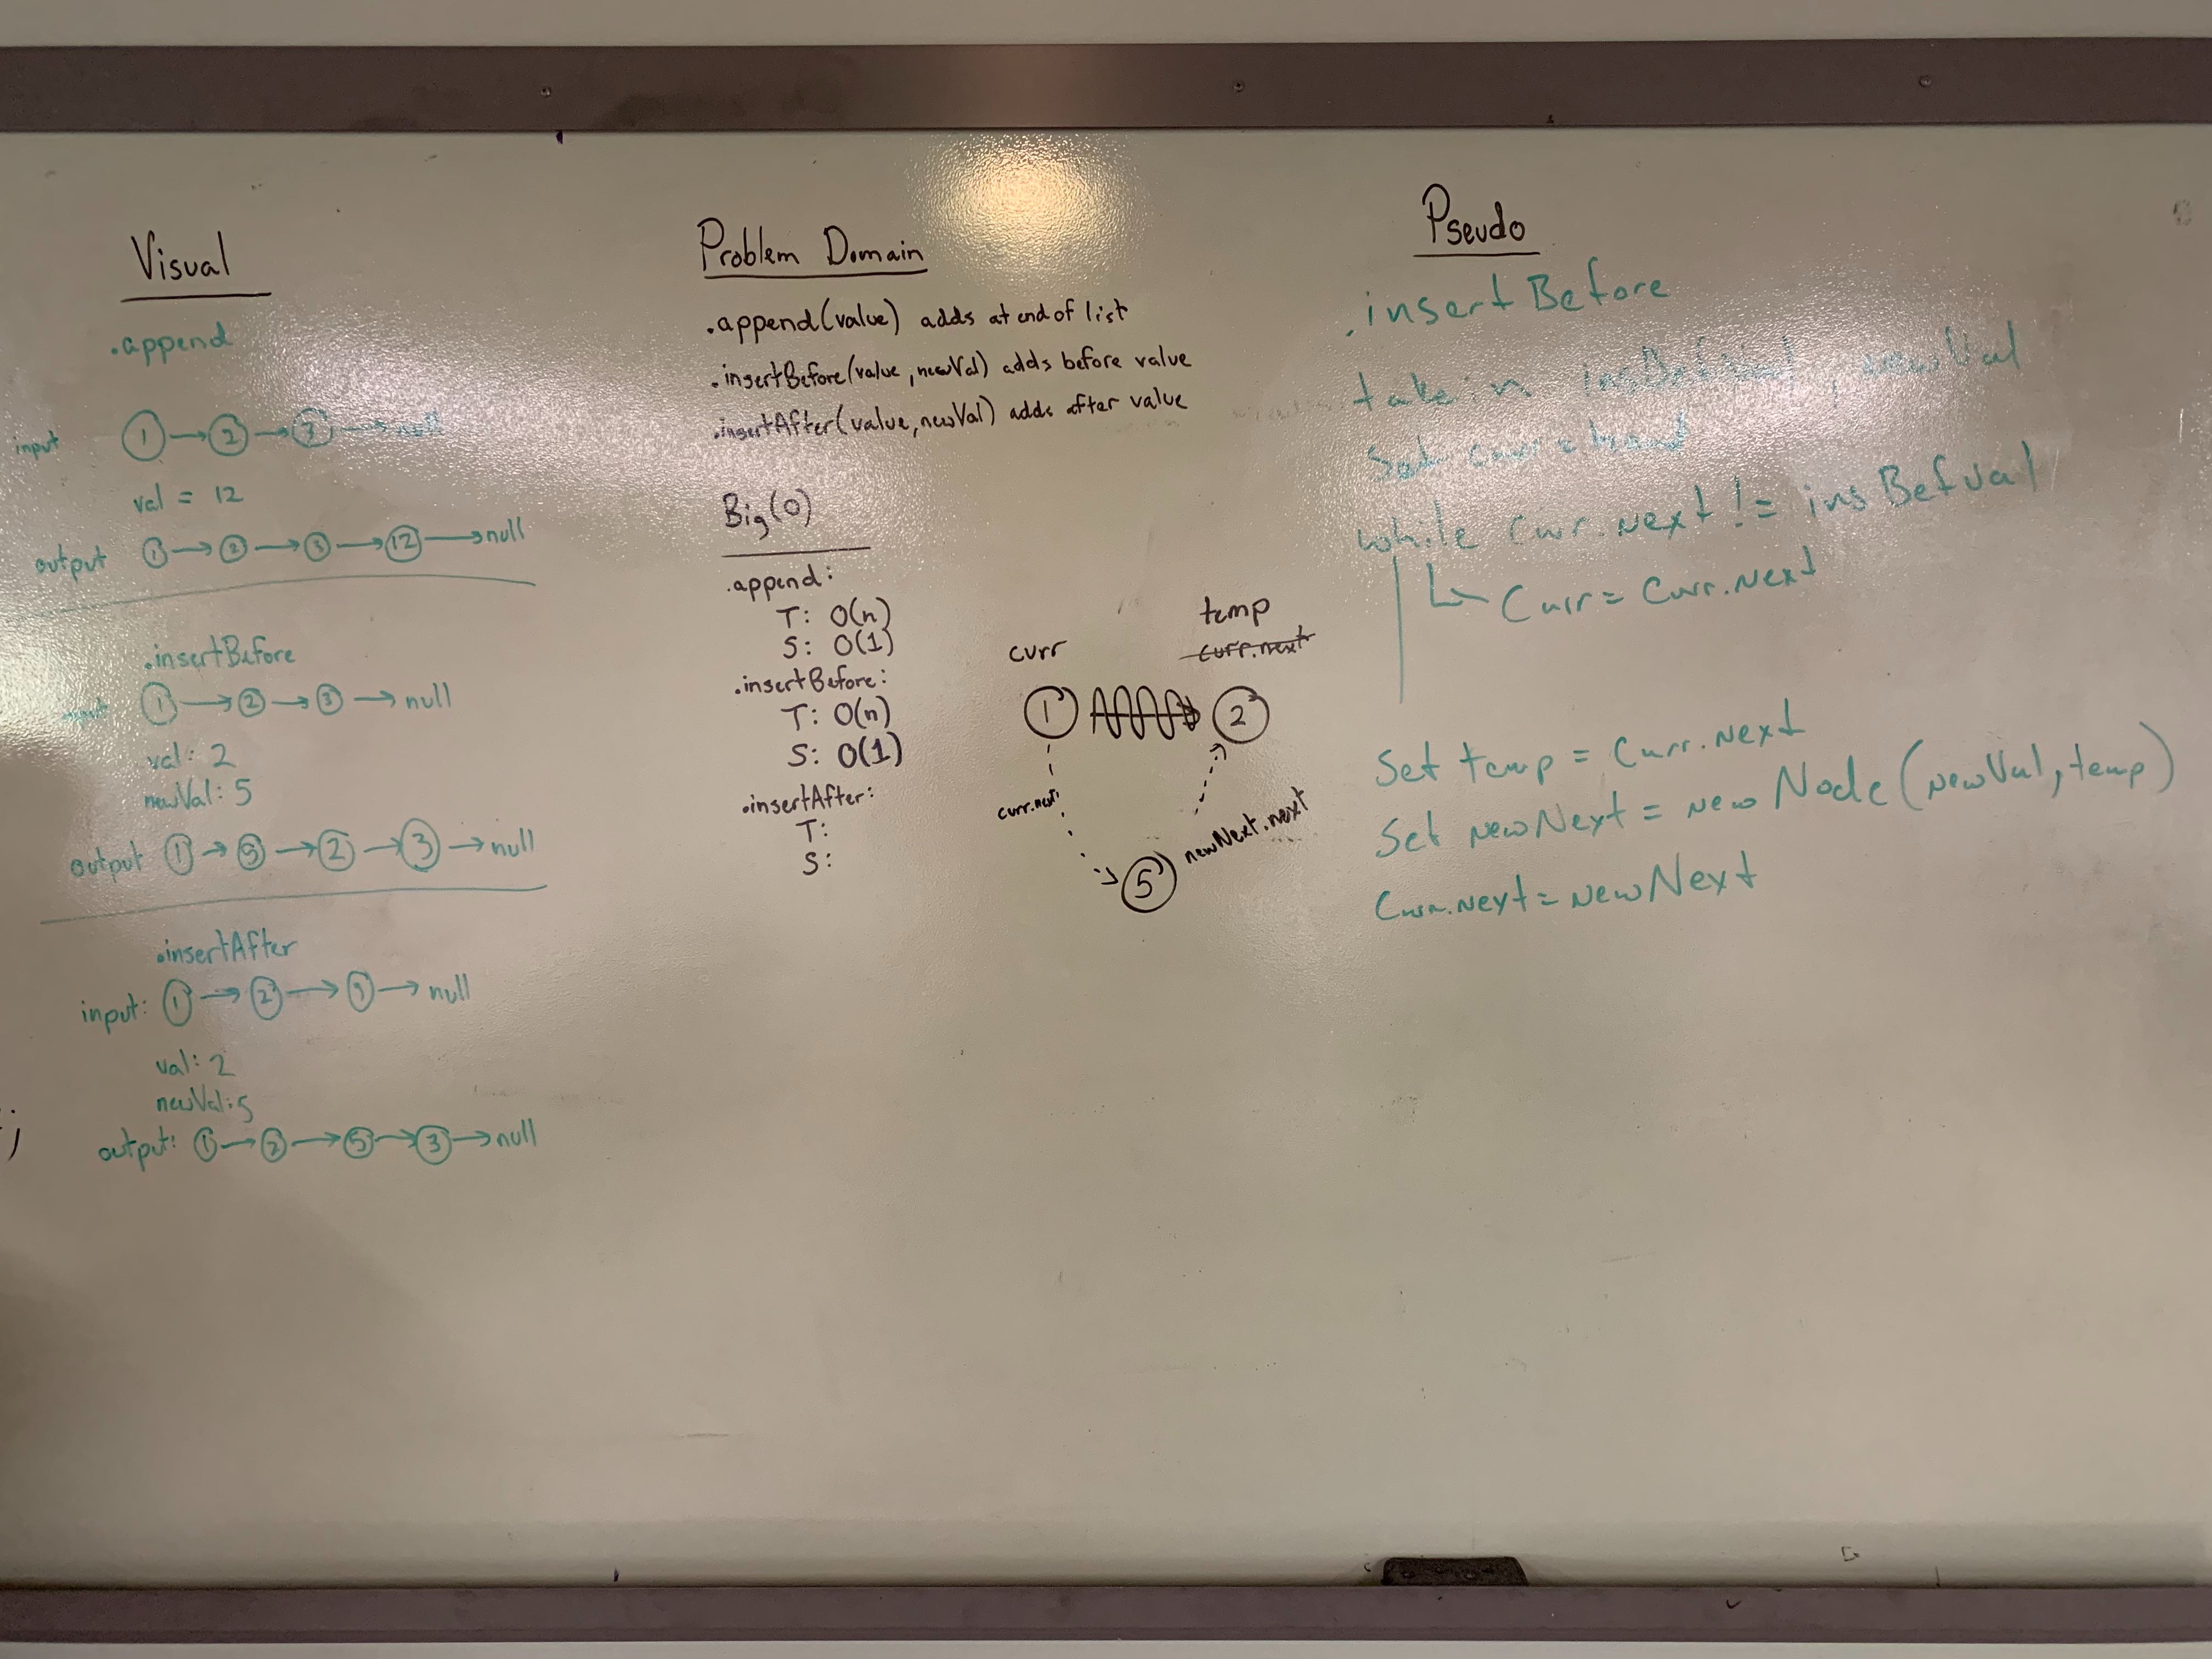 Visual
.append
input 1 → 2 → 3 → null
val = 12
output 1 → 2 → 3 → 12 → null
.insertBefore
input 1 → 2 → 3 → null
val: 2
newVal: 5
output 1 → 5 → 2 → 3 → null
.insertAfter
input: 1 → 2 → 3 → null
val: 2
newVal: 5
output: 1 → 2 → 5 → 3 → null
Problem Domain
.append(value) adds at end of list
.insertBefore(value, newVal) adds before value
.insertAfter(value, newVal) adds after value
Big(O)
.append:
T: O(n)
S: O(1)
.insertBefore:
T: O(n)
S: O(1)
.insertAfter:
T:
S:
temp
curr curr.next
1 2
curr.next
newNext.next
5
Pseudo
.insertBefore
take in insBefVal, newVal
Set curr = head
while curr.next != insBefVal
Curr = Curr.Next
Set temp = Curr.Next
Set newNext = new Node(newVal, temp)
Curr.Next = newNext
;